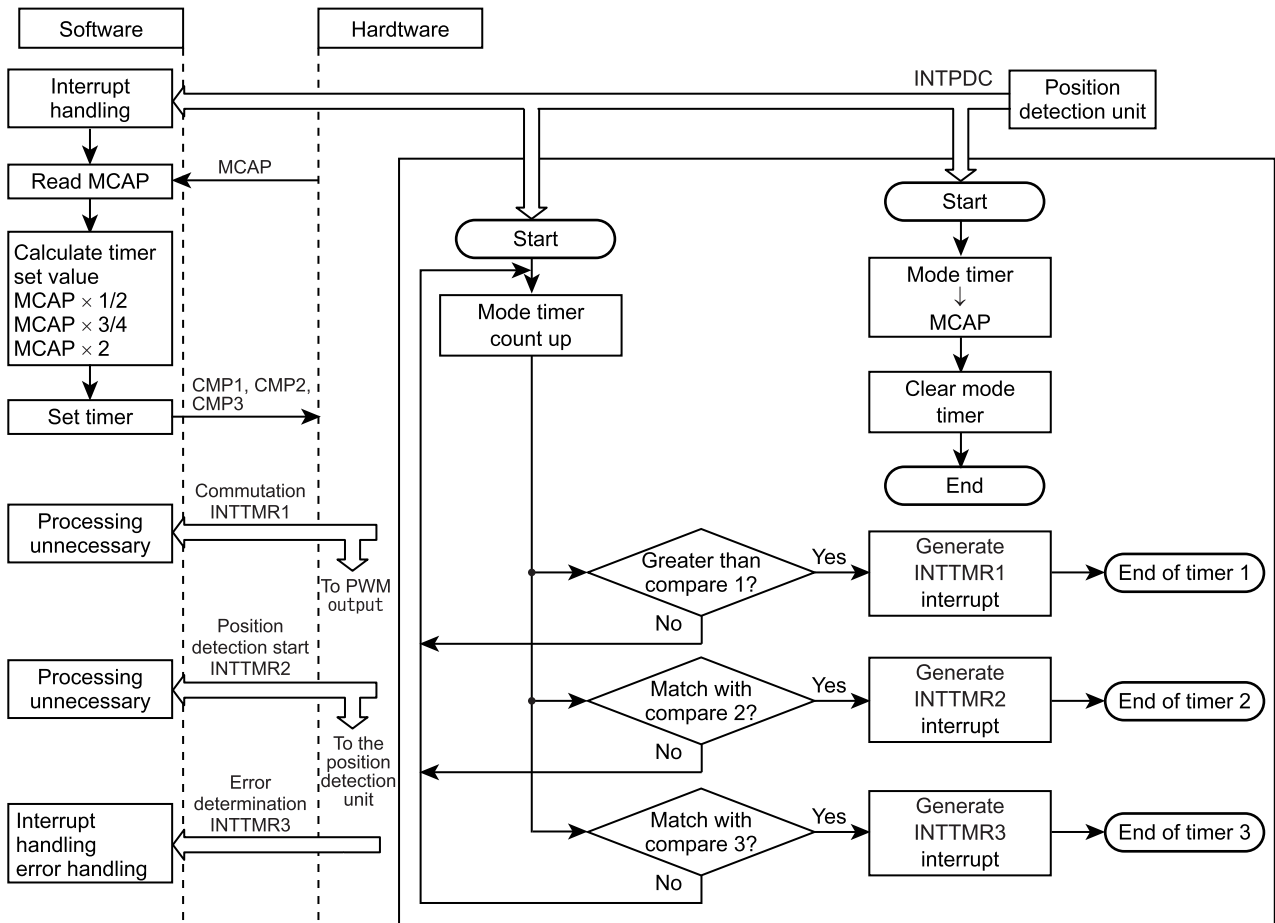 Software
Hardtware
Interrupt
handling
INTPDC
Position
detection unit
Read MCAP
MCAP
Calculate timer
set value
MCAP × 1/2
MCAP × 3/4
MCAP × 2
Set timer
CMP1, CMP2,
CMP3
Start
Mode timer
count up
Start
Mode timer
↓
MCAP
Clear mode
timer
End
Processing
unnecessary
Commutation
INTTMR1
To PWM
output
Greater than
compare 1?
Yes
No
Generate
INTTMR1
interrupt
End of timer 1
Processing
unnecessary
Position
detection start
INTTMR2
To the
position
detection
unit
Match with
compare 2?
Yes
No
Generate
INTTMR2
interrupt
End of timer 2
Interrupt
handling
error handling
Error
determination
INTTMR3
Match with
compare 3?
Yes
No
Generate
INTTMR3
interrupt
End of timer 3